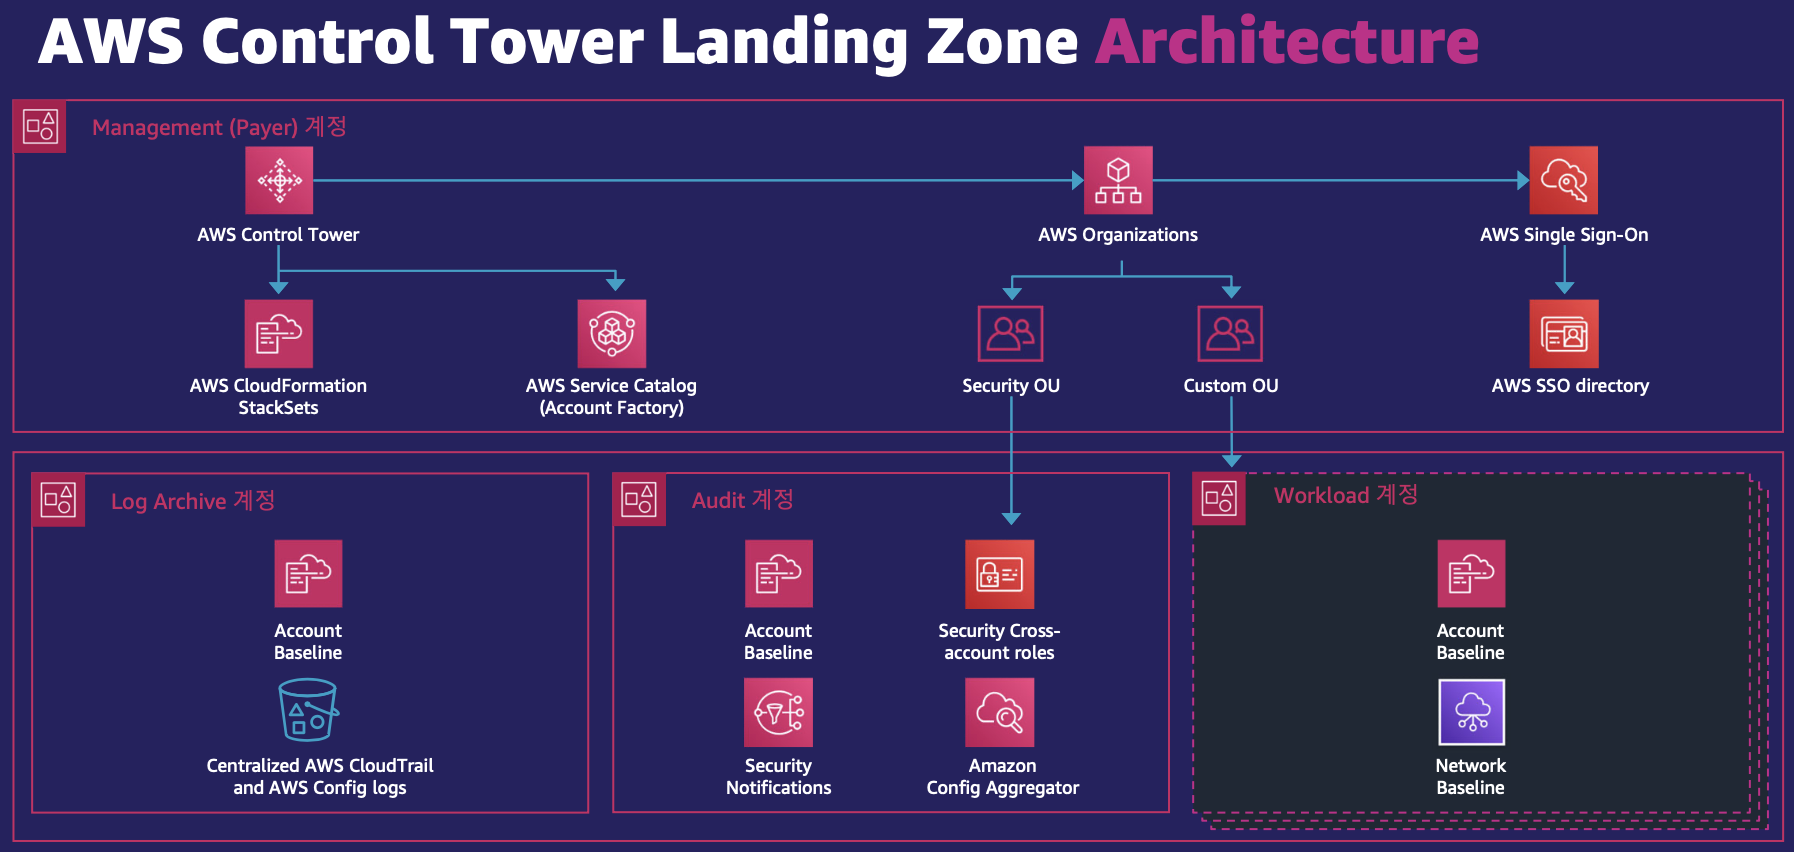 AWS Control Tower Landing Zone Architecture
Management (Payer) 계정
AWS Control Tower
AWS Organizations
AWS Single Sign-On
AWS CloudFormation
StackSets
AWS Service Catalog
(Account Factory)
Security OU
Custom OU
AWS SSO directory
Log Archive 계정
Account
Baseline
Centralized AWS CloudTrail
and AWS Config logs
Audit 계정
Account
Baseline
Security Cross-
account roles
Security
Notifications
Amazon
Config Aggregator
Workload 계정
Account
Baseline
Network
Baseline